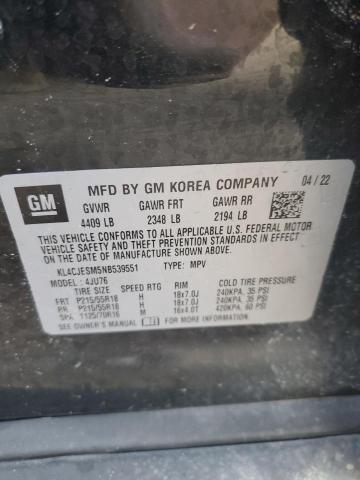 GM
MFD BY GM KOREA COMPANY 04/22
GVWR GAWR FRT GAWR RR
4409 LB 2348 LB 2194 LB
THIS VEHICLE CONFORMS TO ALL APPLICABLE U.S. FEDERAL MOTOR
VEHICLE SAFETY AND THEFT PREVENTION STANDARDS IN EFFECT
ON THE DATE OF MANUFACTURE SHOWN ABOVE.
KL4CJESM5NB539551 TYPE: MPV
MODEL: 4JU76
TIRE SIZE SPEED RTG RIM COLD TIRE PRESSURE
FRT P215/55R18 H 18x7.0J 240KPA, 35 PSI
RR P215/55R18 H 18x7.0J 240KPA, 35 PSI
SPA T125/70R16 M 16x4.0T 420KPA, 60 PSI
SEE OWNER'S MANUAL FOR MORE INFORMATION.